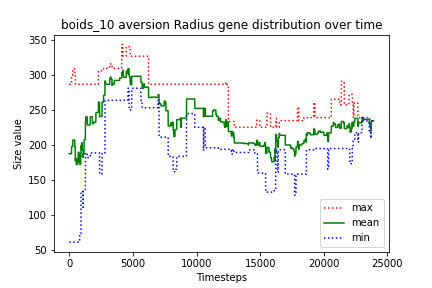 boids_10 aversion Radius gene distribution over time
350
300
250
200
150
100
50
Size value
0
5000
10000
15000
20000
25000
Timesteps
max
mean
min